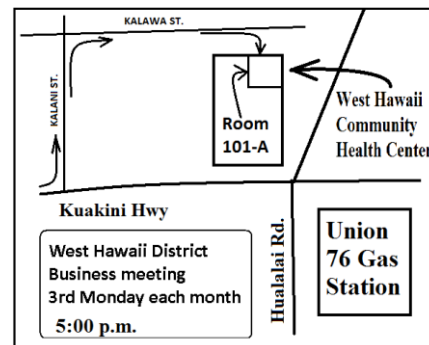 KALAWA ST.
KALANI ST.
Room
101-A
West Hawaii
Community
Health Center
Kuakini Hwy
West Hawaii District
Business meeting
3rd Monday each month
5:00 p.m.
Hualalai Rd.
Union
76 Gas
Station